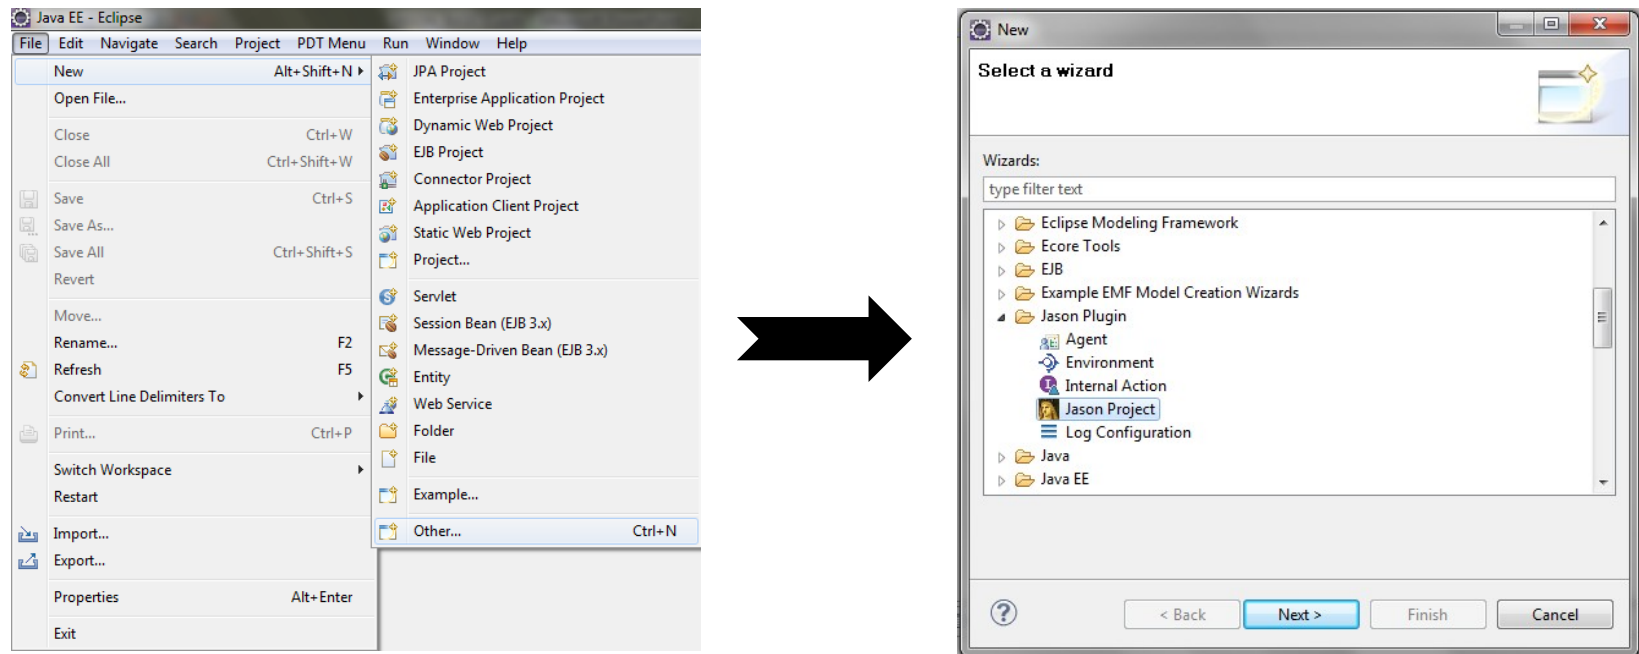 Java EE - Eclipse
File Edit Navigate Search Project PDT Menu Run Window Help
New Alt+Shift+N
Open File...
Close Ctrl+W
Close All Ctrl+Shift+W
Save Ctrl+S
Save As...
Save All Ctrl+Shift+S
Revert
Move...
Rename... F2
Refresh F5
Convert Line Delimiters To
Print... Ctrl+P
Switch Workspace
Restart
Import...
Export...
Properties Alt+Enter
Exit
JPA Project
Enterprise Application Project
Dynamic Web Project
EJB Project
Connector Project
Application Client Project
Static Web Project
Project...
Servlet
Session Bean (EJB 3.x)
Message-Driven Bean (EJB 3.x)
Entity
Web Service
Folder
File
Example...
Other... Ctrl+N
New
Select a wizard
Wizards:
type filter text
Eclipse Modeling Framework
Ecore Tools
EJB
Example EMF Model Creation Wizards
Jason Plugin
Agent
Environment
Internal Action
Jason Project
Log Configuration
Java
Java EE
< Back Next > Finish Cancel